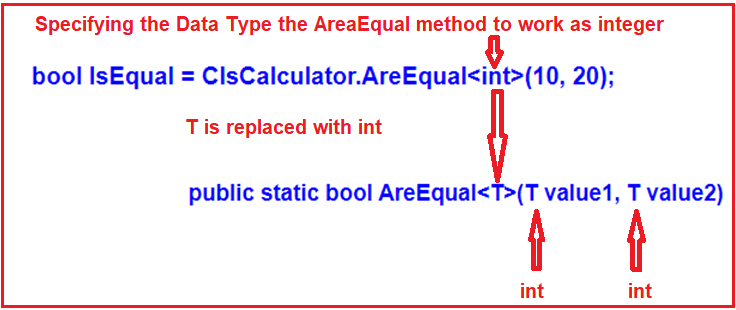 Specifying the Data Type the AreaEqual method to work as integer
bool IsEqual = ClsCalculator.AreEqual<int>(10, 20);
T is replaced with int
public static bool AreEqual<T>(T value1, T value2)
int int